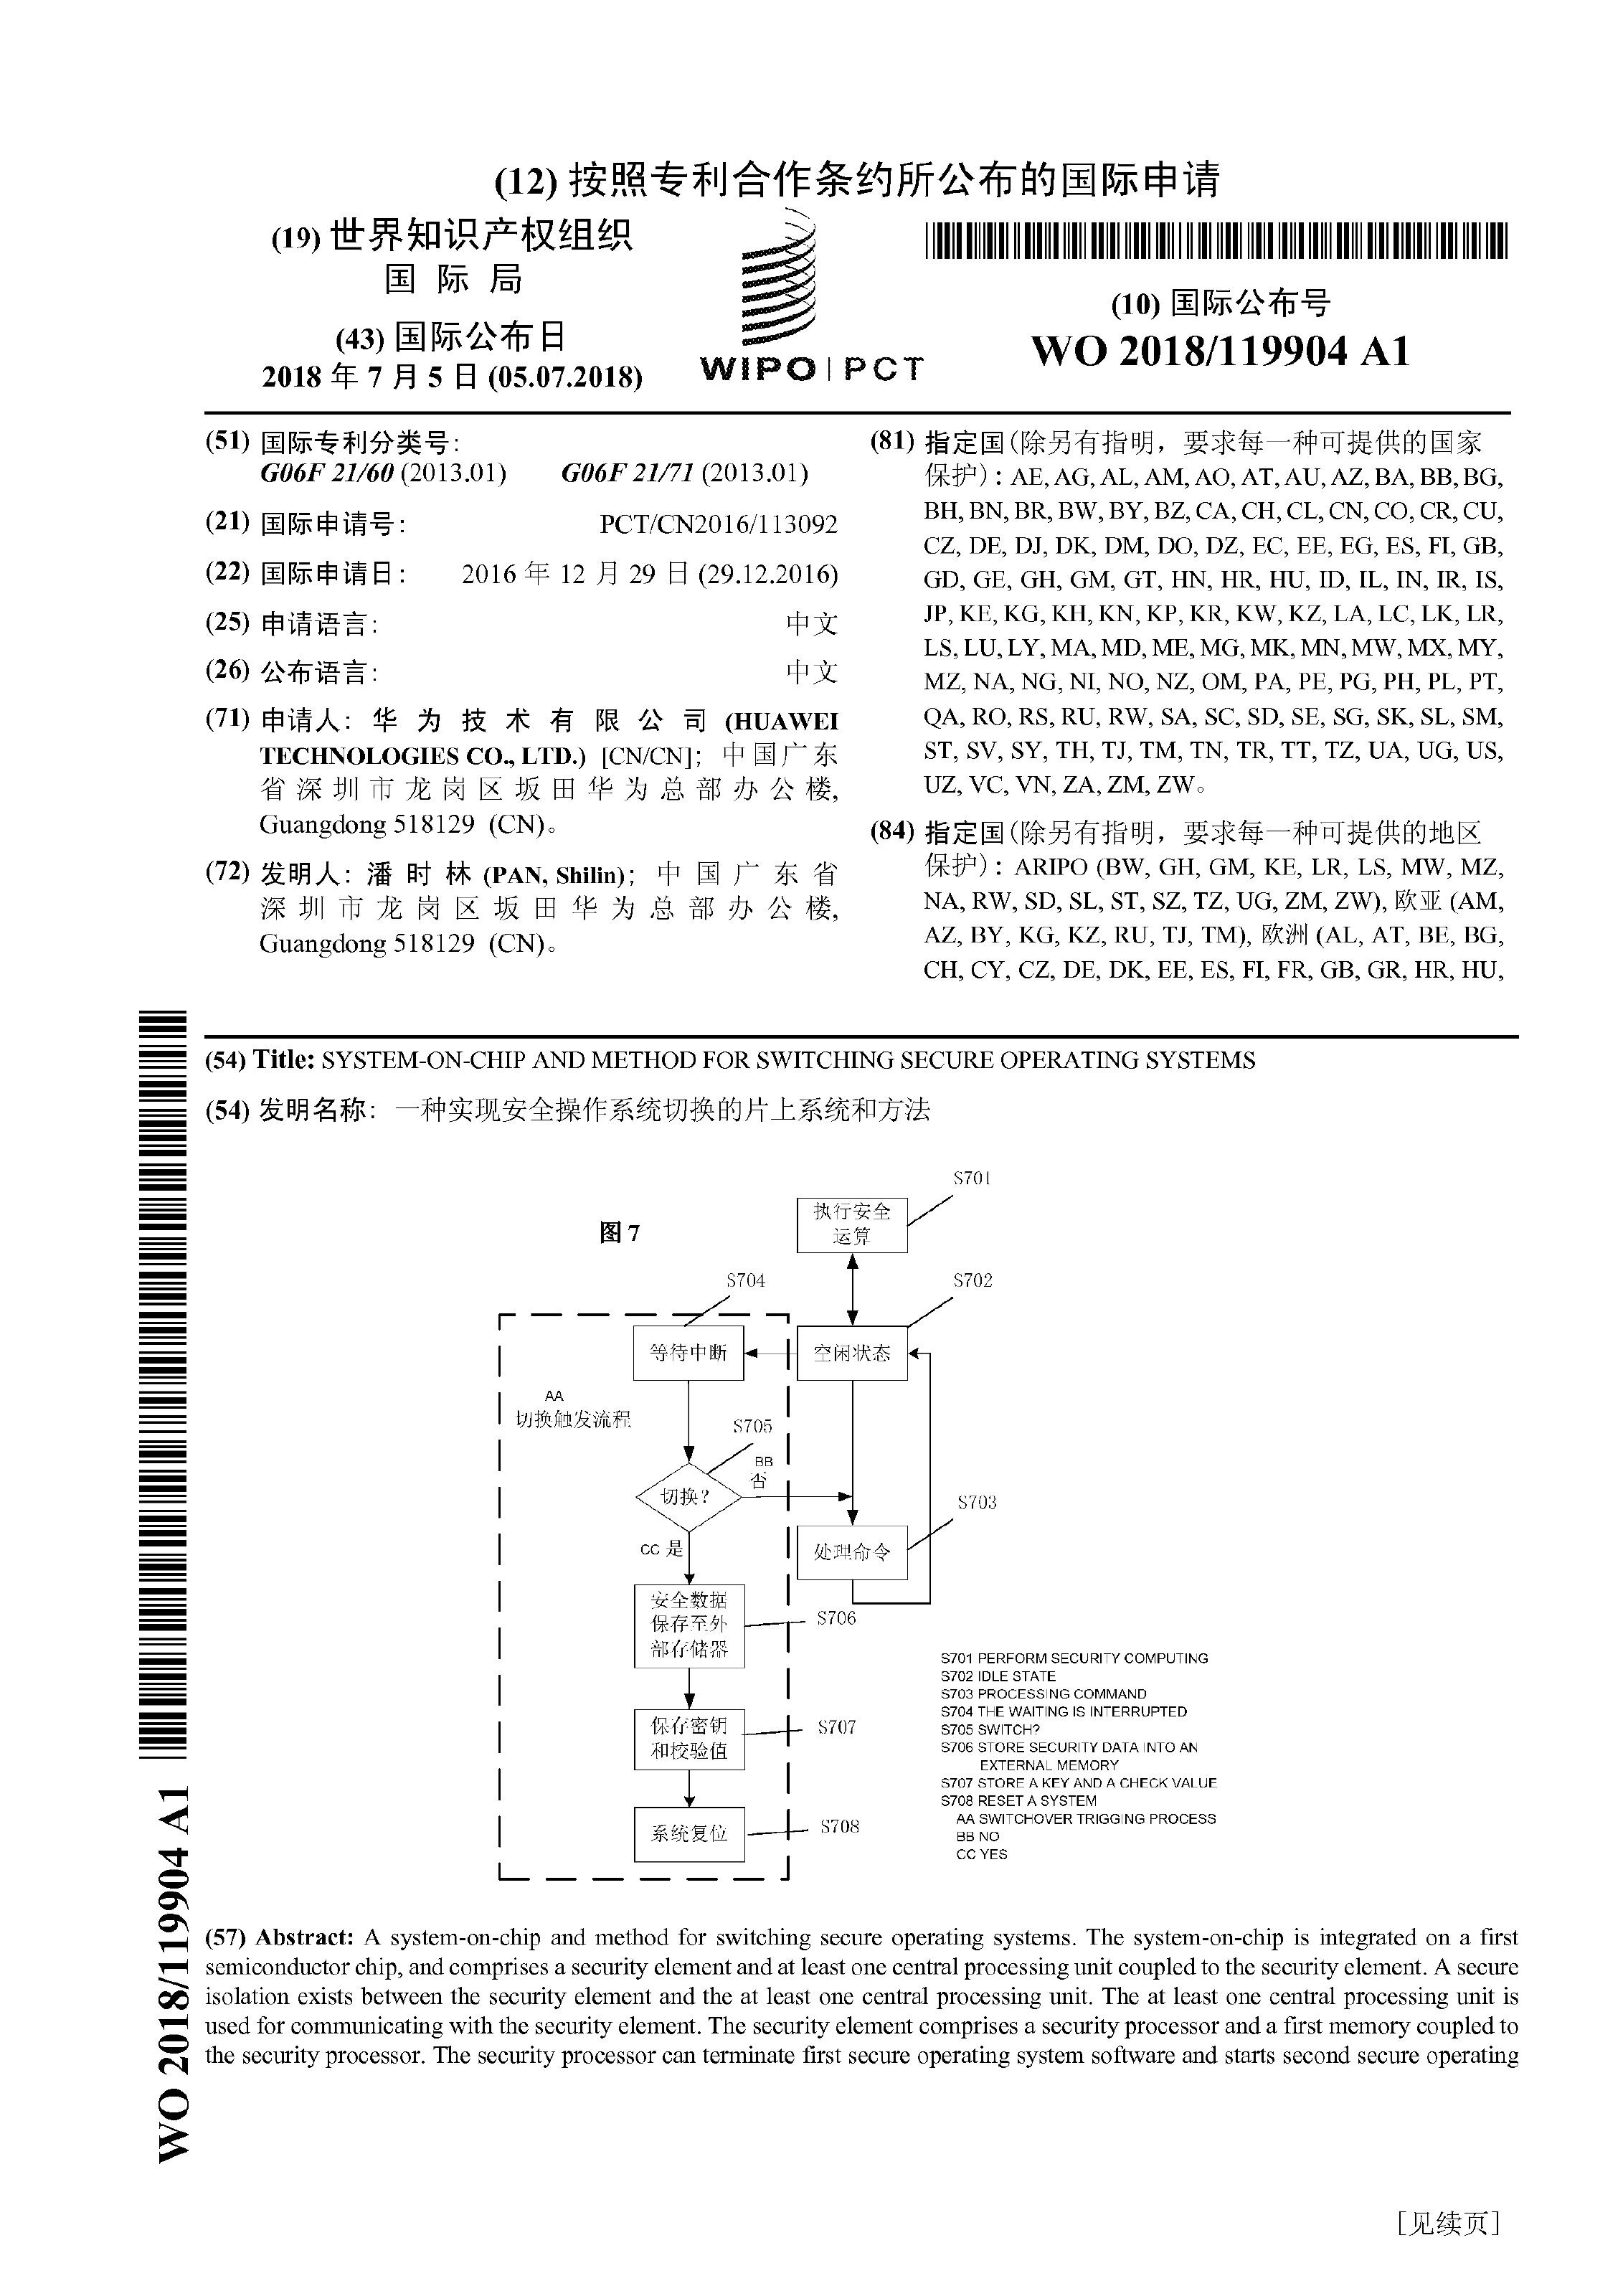 (12) 按照专利合作条约所公布的国际申请
(19) 世界知识产权组织
国 际 局
(43) 国际公布日
2018 年 7 月 5 日 (05.07.2018)
WIPO | PCT
(10) 国际公布号
WO 2018/119904 A1
(51) 国际专利分类号:
G06F 21/60 (2013.01) G06F 21/71 (2013.01)
(21) 国际申请号: PCT/CN2016/113092
(22) 国际申请日: 2016 年 12 月 29 日 (29.12.2016)
(25) 申请语言: 中文
(26) 公布语言: 中文
(71) 申请人: 华 为 技 术 有 限 公 司 (HUAWEI
TECHNOLOGIES CO., LTD.) [CN/CN]; 中国广东
省深圳市龙岗区坂田华为总部办公楼,
Guangdong 518129 (CN)。
(72) 发明人: 潘 时 林 (PAN, Shilin); 中 国 广 东 省
深圳市龙岗区坂田华为总部办公楼,
Guangdong 518129 (CN)。
(81) 指定国(除另有指明, 要求每一种可提供的国家
保护): AE, AG, AL, AM, AO, AT, AU, AZ, BA, BB, BG,
BH, BN, BR, BW, BY, BZ, CA, CH, CL, CN, CO, CR, CU,
CZ, DE, DJ, DK, DM, DO, DZ, EC, EE, EG, ES, FI, GB,
GD, GE, GH, GM, GT, HN, HR, HU, ID, IL, IN, IR, IS,
JP, KE, KG, KH, KN, KP, KR, KW, KZ, LA, LC, LK, LR,
LS, LU, LY, MA, MD, ME, MG, MK, MN, MW, MX, MY,
MZ, NA, NG, NI, NO, NZ, OM, PA, PE, PG, PH, PL, PT,
QA, RO, RS, RU, RW, SA, SC, SD, SE, SG, SK, SL, SM,
ST, SV, SY, TH, TJ, TM, TN, TR, TT, TZ, UA, UG, US,
UZ, VC, VN, ZA, ZM, ZW。
(84) 指定国(除另有指明, 要求每一种可提供的地区
保护): ARIPO (BW, GH, GM, KE, LR, LS, MW, MZ,
NA, RW, SD, SL, ST, SZ, TZ, UG, ZM, ZW), 欧亚 (AM,
AZ, BY, KG, KZ, RU, TJ, TM), 欧洲 (AL, AT, BE, BG,
CH, CY, CZ, DE, DK, EE, ES, FI, FR, GB, GR, HR, HU,
(54) Title: SYSTEM-ON-CHIP AND METHOD FOR SWITCHING SECURE OPERATING SYSTEMS
(54) 发明名称: 一种实现安全操作系统切换的片上系统和方法
图 7
S701
执行安全
运算
S704
S702
等待中断
空闲状态
AA
切换触发流程
S705
BB
否
切换?
S703
CC 是
处理命令
安全数据
保存至外
部存储器
S706
保存密钥
和校验值
S707
系统复位
S708
S701 PERFORM SECURITY COMPUTING
S702 IDLE STATE
S703 PROCESSING COMMAND
S704 THE WAITING IS INTERRUPTED
S705 SWITCH?
S706 STORE SECURITY DATA INTO AN
EXTERNAL MEMORY
S707 STORE A KEY AND A CHECK VALUE
S708 RESET A SYSTEM
AA SWITCHOVER TRIGGING PROCESS
BB NO
CC YES
(57) Abstract: A system-on-chip and method for switching secure operating systems. The system-on-chip is integrated on a first
semiconductor chip, and comprises a security element and at least one central processing unit coupled to the security element. A secure
isolation exists between the security element and the at least one central processing unit. The at least one central processing unit is
used for communicating with the security element. The security element comprises a security processor and a first memory coupled to
the security processor. The security processor can terminate first secure operating system software and starts second secure operating
WO 2018/119904 A1
[见续页]